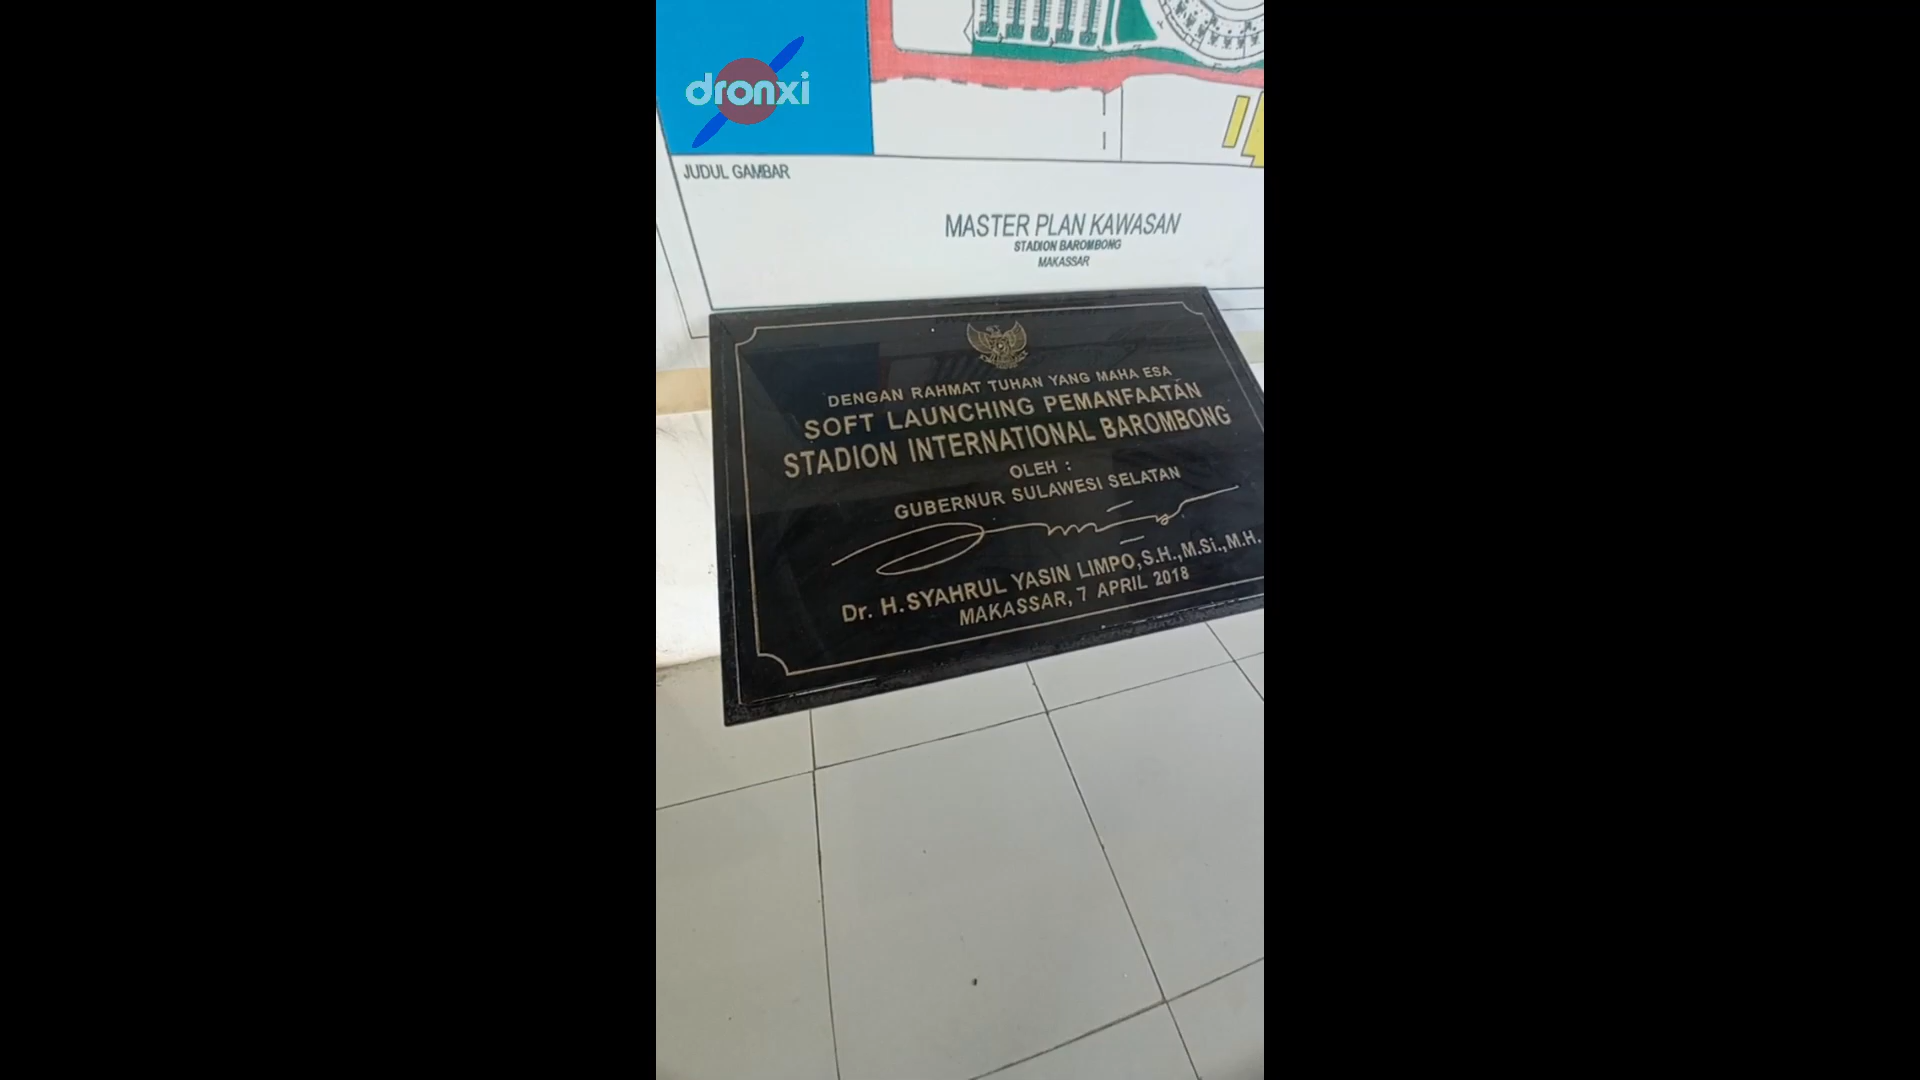 dronxi
JUDUL GAMBAR
MASTER PLAN KAWASAN
STADION BAROMBONG
MAKASSAR
DENGAN RAHMAT TUHAN YANG MAHA ESA
SOFT LAUNCHING PEMANFAATAN
STADION INTERNATIONAL BAROMBONG
OLEH :
GUBERNUR SULAWESI SELATAN
Dr. H.SYAHRUL YASIN LIMPO,S.H.,M.Si.,M.H.
MAKASSAR, 7 APRIL 2018